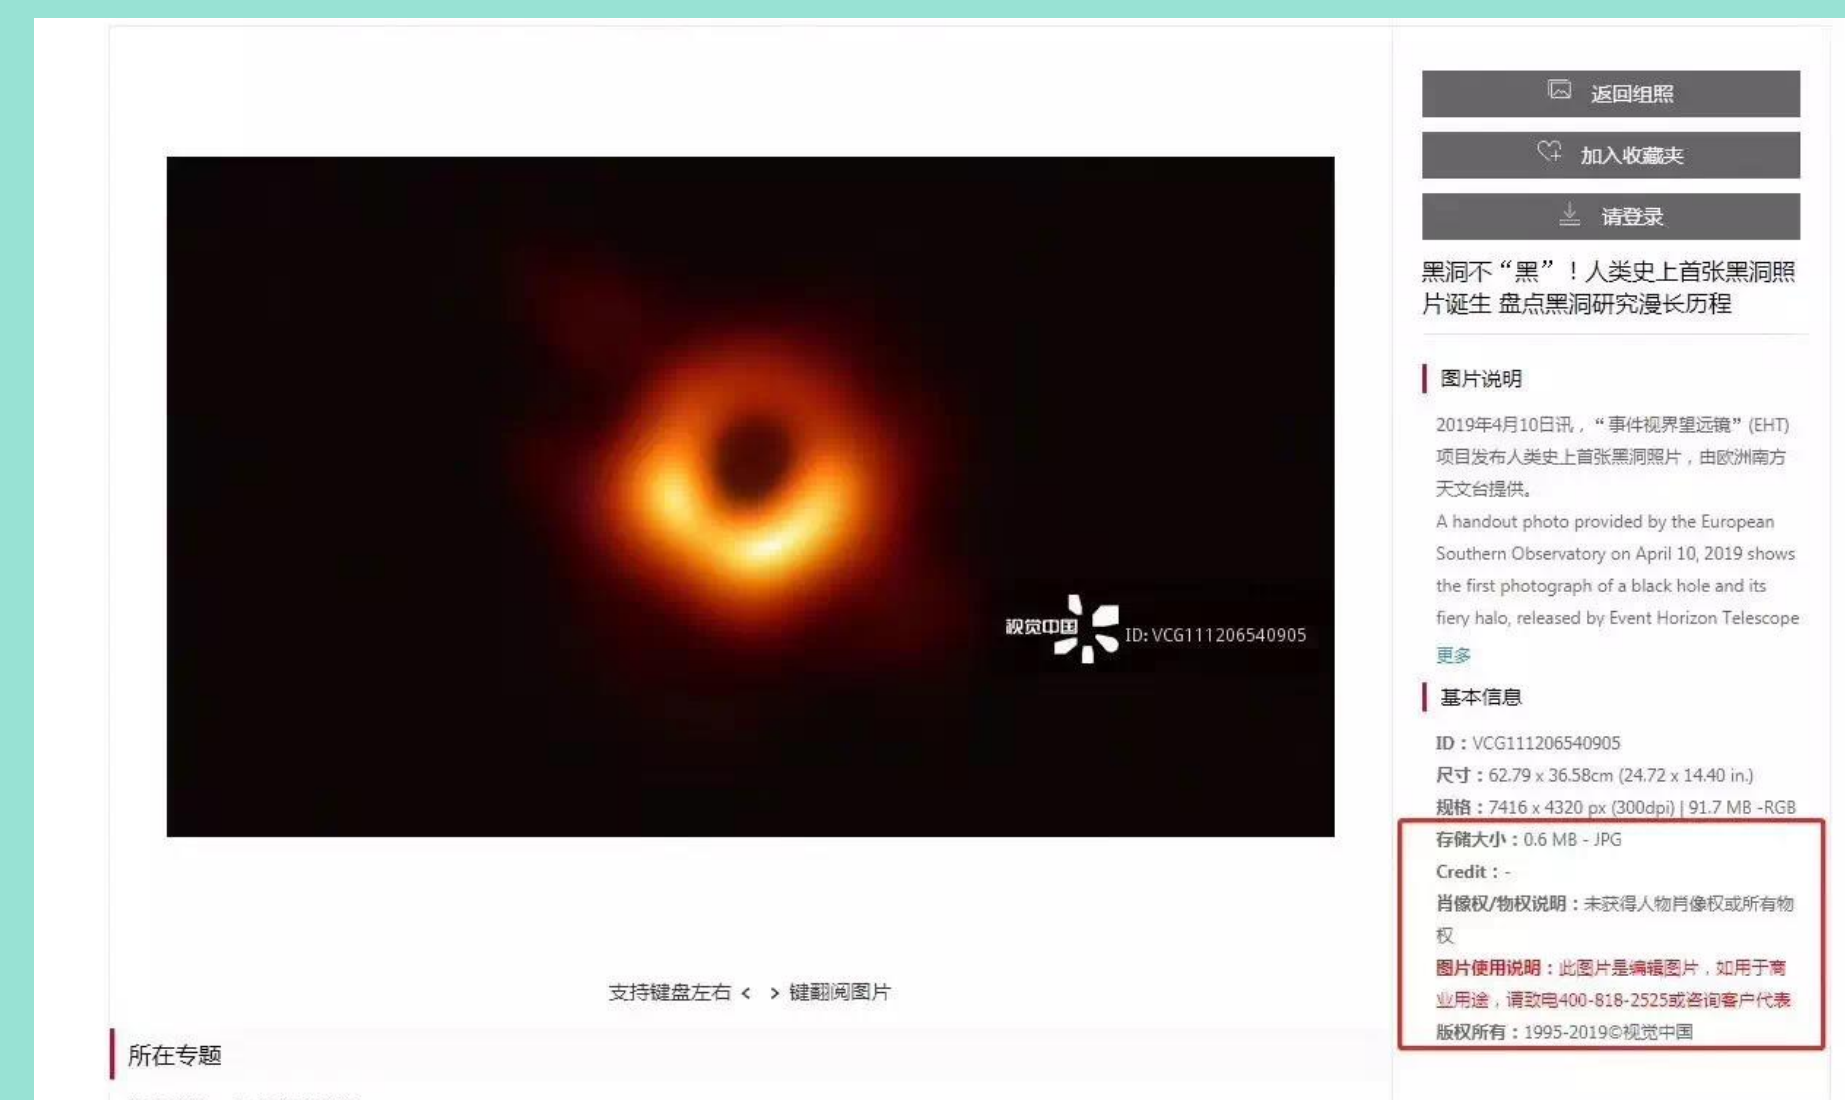 返回组照
加入收藏夹
请登录
黑洞不“黑”！人类史上首张黑洞照
片诞生 盘点黑洞研究漫长历程
图片说明
2019年4月10日讯，“事件视界望远镜”(EHT)
项目发布人类史上首张黑洞照片，由欧洲南方
天文台提供。
A handout photo provided by the European
Southern Observatory on April 10, 2019 shows
the first photograph of a black hole and its
fiery halo, released by Event Horizon Telescope
更多
基本信息
ID：VCG111206540905
尺寸：62.79 x 36.58cm (24.72 x 14.40 in.)
规格：7416 x 4320 px (300dpi) | 91.7 MB -RGB
存储大小：0.6 MB - JPG
Credit：-
肖像权/物权说明：未获得人物肖像权或所有物
权
图片使用说明：此图片是编辑图片，如用于商
业用途，请致电400-818-2525或咨询客户代表
版权所有：1995-2019©视觉中国
视觉中国 ID: VCG111206540905
支持键盘左右 < > 键翻阅图片
所在专题